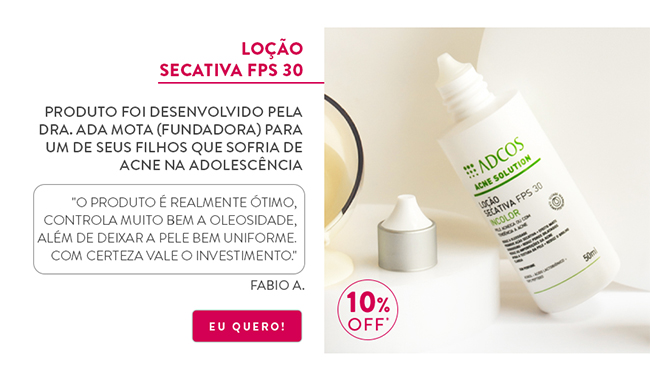 LOÇÃO
SECATIVA FPS 30
PRODUTO FOI DESENVOLVIDO PELA
DRA. ADA MOTA (FUNDADORA) PARA
UM DE SEUS FILHOS QUE SOFRIA DE
ACNE NA ADOLESCÊNCIA
"O PRODUTO É REALMENTE ÓTIMO,
CONTROLA MUITO BEM A OLEOSIDADE,
ALÉM DE DEIXAR A PELE BEM UNIFORME.
COM CERTEZA VALE O INVESTIMENTO."
FABIO A.
EU QUERO!
10%
OFF*
ADCOS
ACNE SOLUTION
LOÇÃO
SECATIVA FPS 30
INCOLOR
50ml